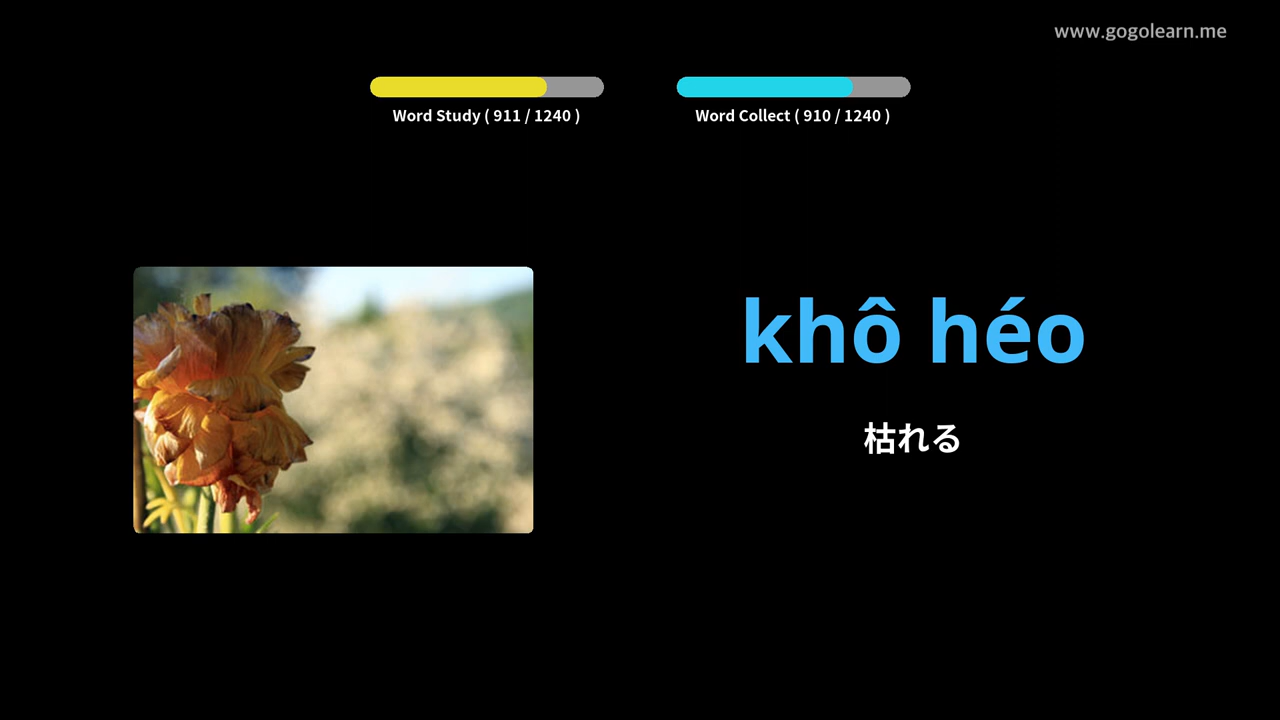 www.gogolearn.me
Word Study ( 911 / 1240 )
Word Collect ( 910 / 1240 )
khô héo
枯れる